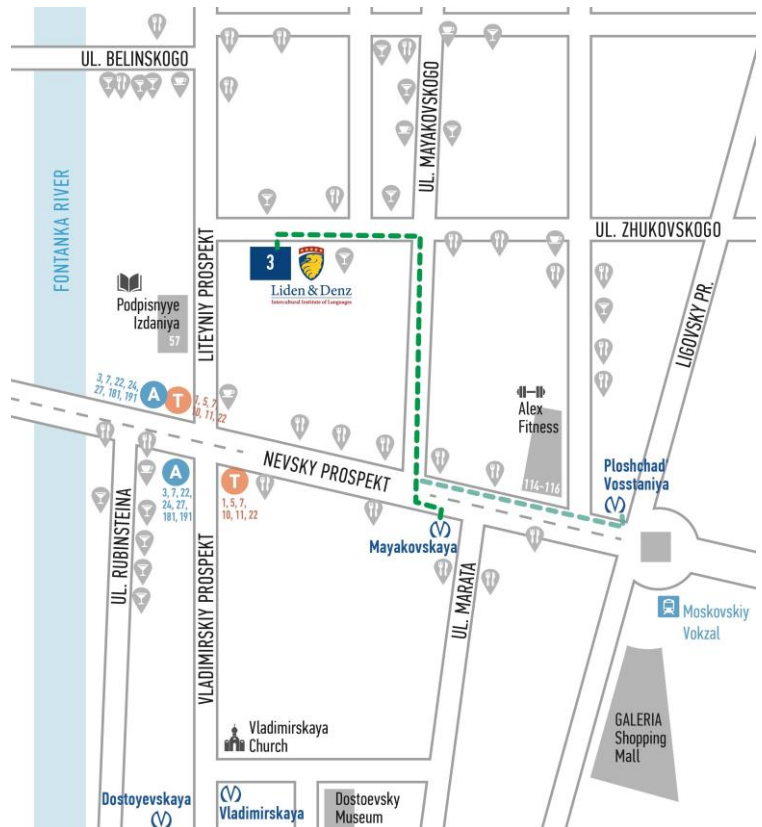 UL. BELINSKOGO
UL. MAYAKOVSKOGO
FONTANKA RIVER
LITEYNIY PROSPEKT
UL. ZHUKOVSKOGO
LIGOVSKY PR.
3
Liden & Denz
Intercultural Institute of Languages
Podpisnyye
Izdaniya
57
3, 7, 22, 24,
27, 181, 191
A
T
1, 5, 7,
10, 11, 22
Alex
Fitness
114-116
NEVSKY PROSPEKT
Ploshchad'
Vosstaniya
A
3, 7, 22,
24, 27,
181, 191
T
1, 5, 7,
10, 11, 22
Mayakovskaya
UL. RUBINSTEINA
VLADIMIRSKIY PROSPEKT
UL. MARATA
Moskovskiy
Vokzal
Vladimirskaya
Church
GALERIA
Shopping
Mall
Dostoyevskaya
Vladimirskaya
Dostoevsky
Museum